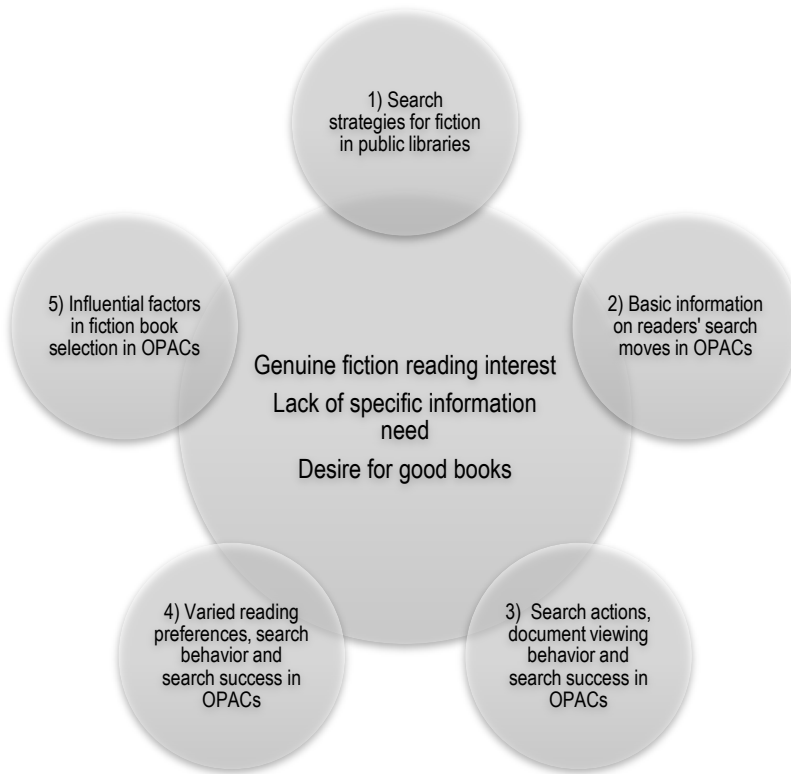 1) Search
strategies for fiction
in public libraries
5) Influential factors
in fiction book
selection in OPACs
2) Basic information
on readers' search
moves in OPACs
Genuine fiction reading interest
Lack of specific information
need
Desire for good books
4) Varied reading
preferences, search
behavior and
search success in
OPACs
3) Search actions,
document viewing
behavior and
search success in
OPACs